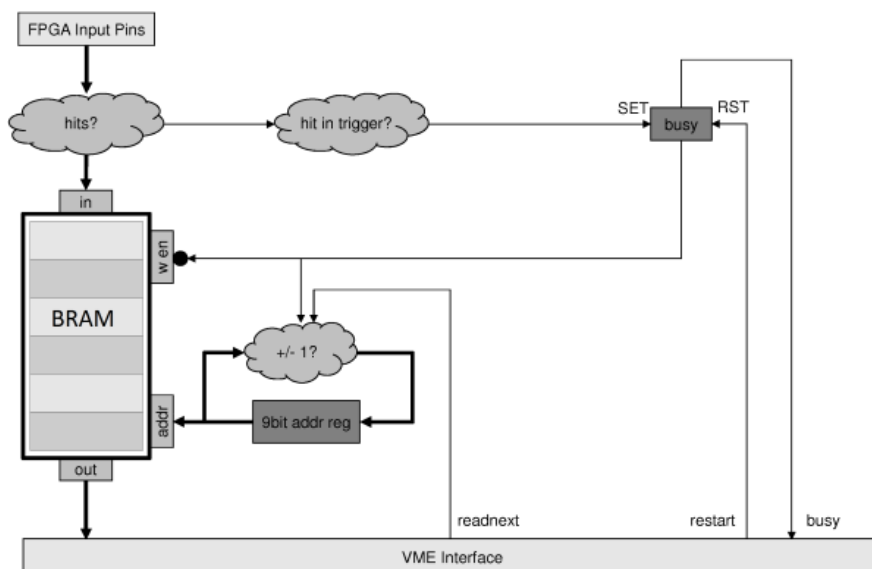 FPGA Input Pins
hits?
hit in trigger?
SET
RST
busy
in
w en
BRAM
+/- 1?
addr
9bit addr reg
out
readnext
restart
busy
VME Interface